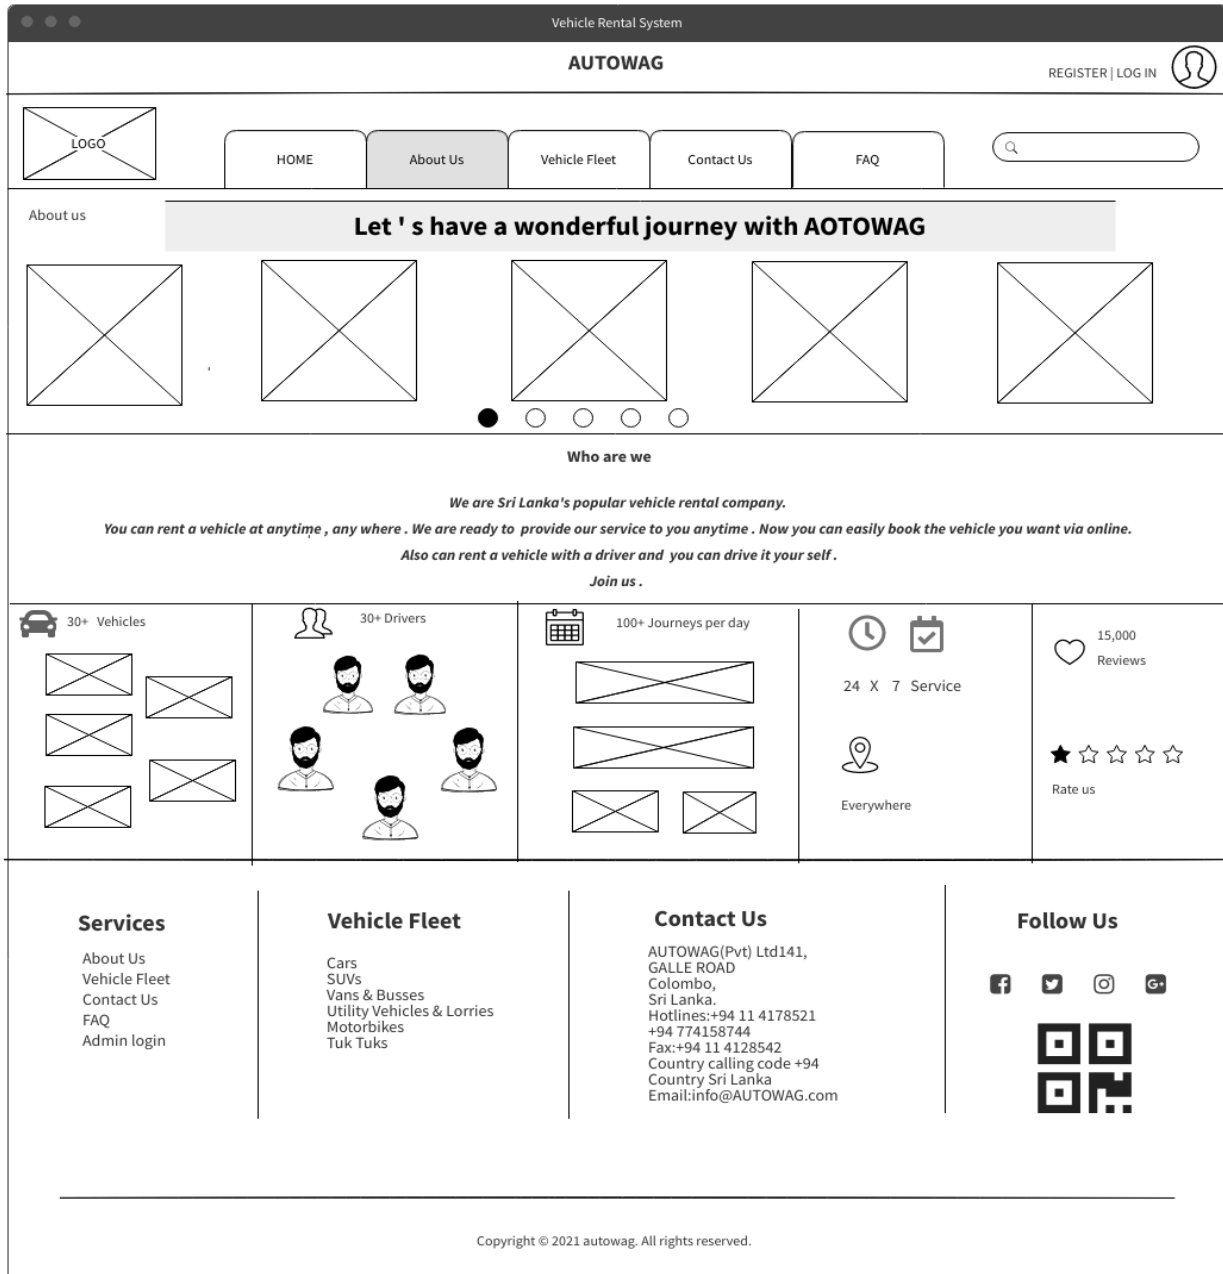 Vehicle Rental System
AUTOWAG
REGISTER | LOG IN
LOGO
HOME
About Us
Vehicle Fleet
Contact Us
FAQ
About us
Let ' s have a wonderful journey with AOTOWAG
Who are we
We are Sri Lanka's popular vehicle rental company.
You can rent a vehicle at anytime , any where . We are ready to provide our service to you anytime . Now you can easily book the vehicle you want via online.
Also can rent a vehicle with a driver and you can drive it your self .
Join us .
30+ Vehicles
30+ Drivers
100+ Journeys per day
24 X 7 Service
Everywhere
15,000
Reviews
Rate us
Services
About Us
Vehicle Fleet
Contact Us
FAQ
Admin login
Vehicle Fleet
Cars
SUVs
Vans & Busses
Utility Vehicles & Lorries
Motorbikes
Tuk Tuks
Contact Us
AUTOWAG(Pvt) Ltd141,
GALLE ROAD
Colombo,
Sri Lanka.
Hotlines:+94 11 4178521
+94 774158744
Fax:+94 11 4128542
Country calling code +94
Country Sri Lanka
Email:info@AUTOWAG.com
Follow Us
Copyright © 2021 autowag. All rights reserved.